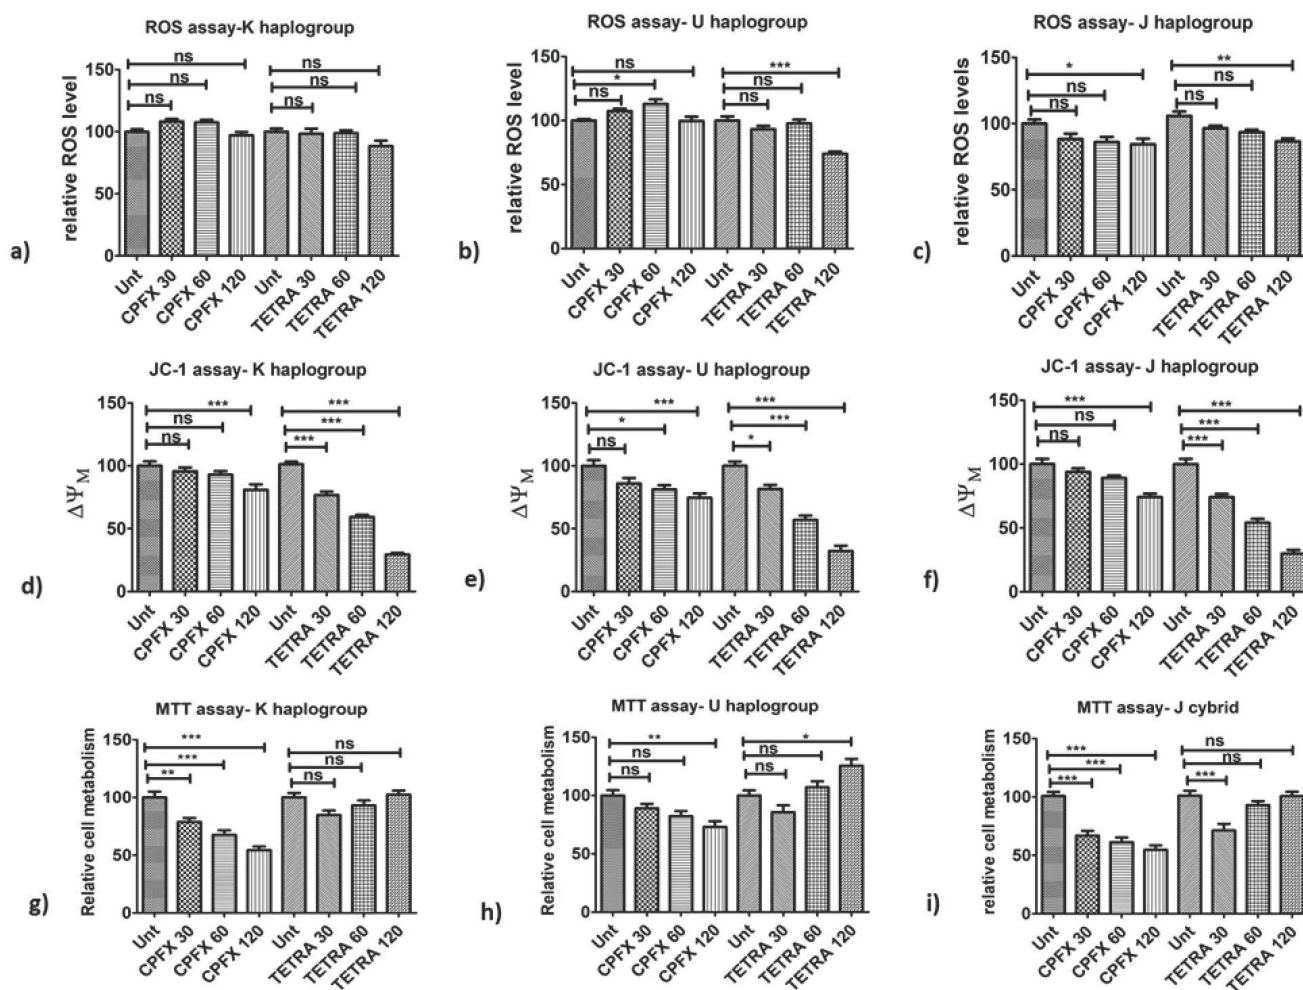 ROS assay-K haplogroup
ns
ns
ns
ns
ns
ns
150
100
50
0
relative ROS level
a)
Unt
CPFX 30
CPFX 60
CPFX 120
Unt
TETRA 30
TETRA 60
TETRA 120
ROS assay- U haplogroup
ns
***
*
ns
ns
ns
150
100
50
0
relative ROS level
b)
Unt
CPFX 30
CPFX 60
CPFX 120
Unt
TETRA 30
TETRA 60
TETRA 120
ROS assay- J haplogroup
**
*
ns
ns
ns
ns
150
100
50
0
relative ROS levels
c)
Unt
CPFX 30
CPFX 60
CPFX 120
Unt
TETRA 30
TETRA 60
TETRA 120
JC-1 assay- K haplogroup
***
***
ns
***
ns
***
150
100
50
0
ΔΨM
d)
Unt
CPFX 30
CPFX 60
CPFX 120
Unt
TETRA 30
TETRA 60
TETRA 120
JC-1 assay- U haplogroup
***
***
*
***
ns
*
150
100
50
0
ΔΨM
e)
Unt
CPFX 30
CPFX 60
CPFX 120
Unt
TETRA 30
TETRA 60
TETRA 120
JC-1 assay- J haplogroup
***
***
ns
***
ns
***
150
100
50
0
ΔΨM
f)
Unt
CPFX 30
CPFX 60
CPFX 120
Unt
TETRA 30
TETRA 60
TETRA 120
MTT assay- K haplogroup
***
ns
***
ns
**
ns
150
100
50
0
Relative cell metabolism
g)
Unt
CPFX 30
CPFX 60
CPFX 120
Unt
TETRA 30
TETRA 60
TETRA 120
MTT assay- U haplogroup
**
*
ns
ns
ns
ns
150
100
50
0
Relative cell metabolism
h)
Unt
CPFX 30
CPFX 60
CPFX 120
Unt
TETRA 30
TETRA 60
TETRA 120
MTT assay- J cybrid
***
ns
***
ns
***
***
150
100
50
0
relative cell metabolism
i)
Unt
CPFX 30
CPFX 60
CPFX 120
Unt
TETRA 30
TETRA 60
TETRA 120